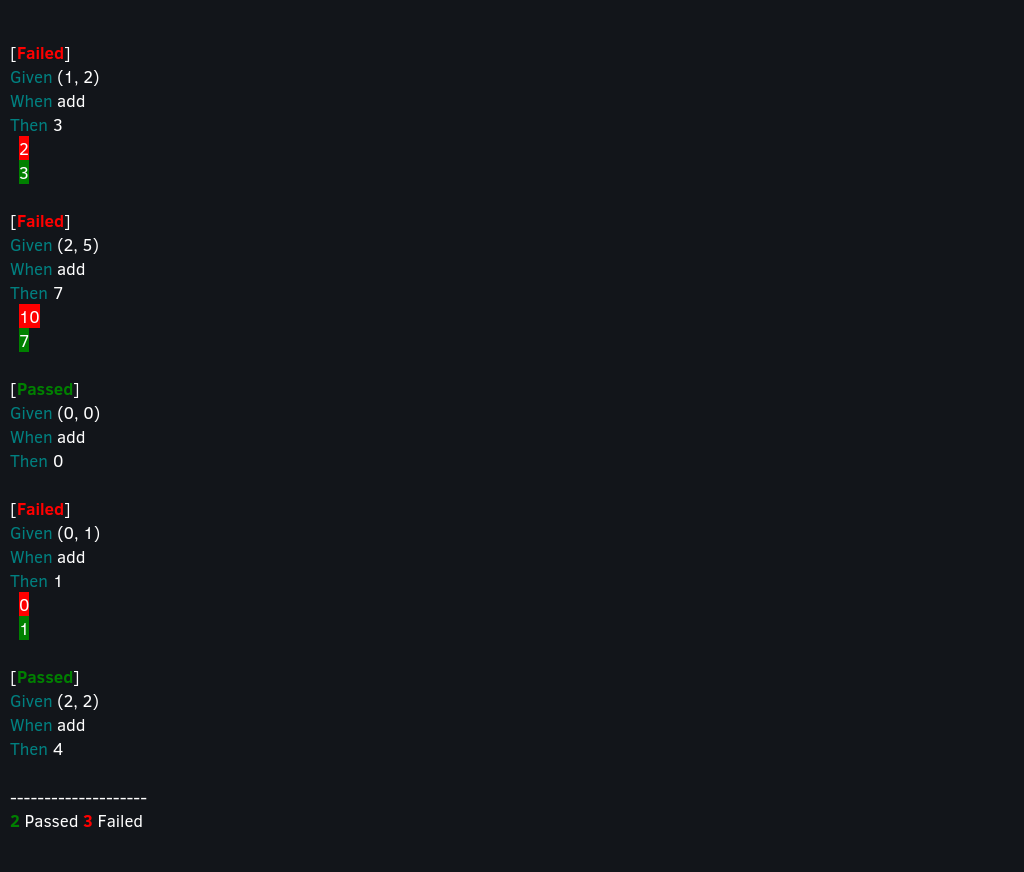 [Failed]
Given (1, 2)
When add
Then 3
2
3
[Failed]
Given (2, 5)
When add
Then 7
10
7
[Passed]
Given (0, 0)
When add
Then 0
[Failed]
Given (0, 1)
When add
Then 1
0
1
[Passed]
Given (2, 2)
When add
Then 4
--------------------
2 Passed 3 Failed